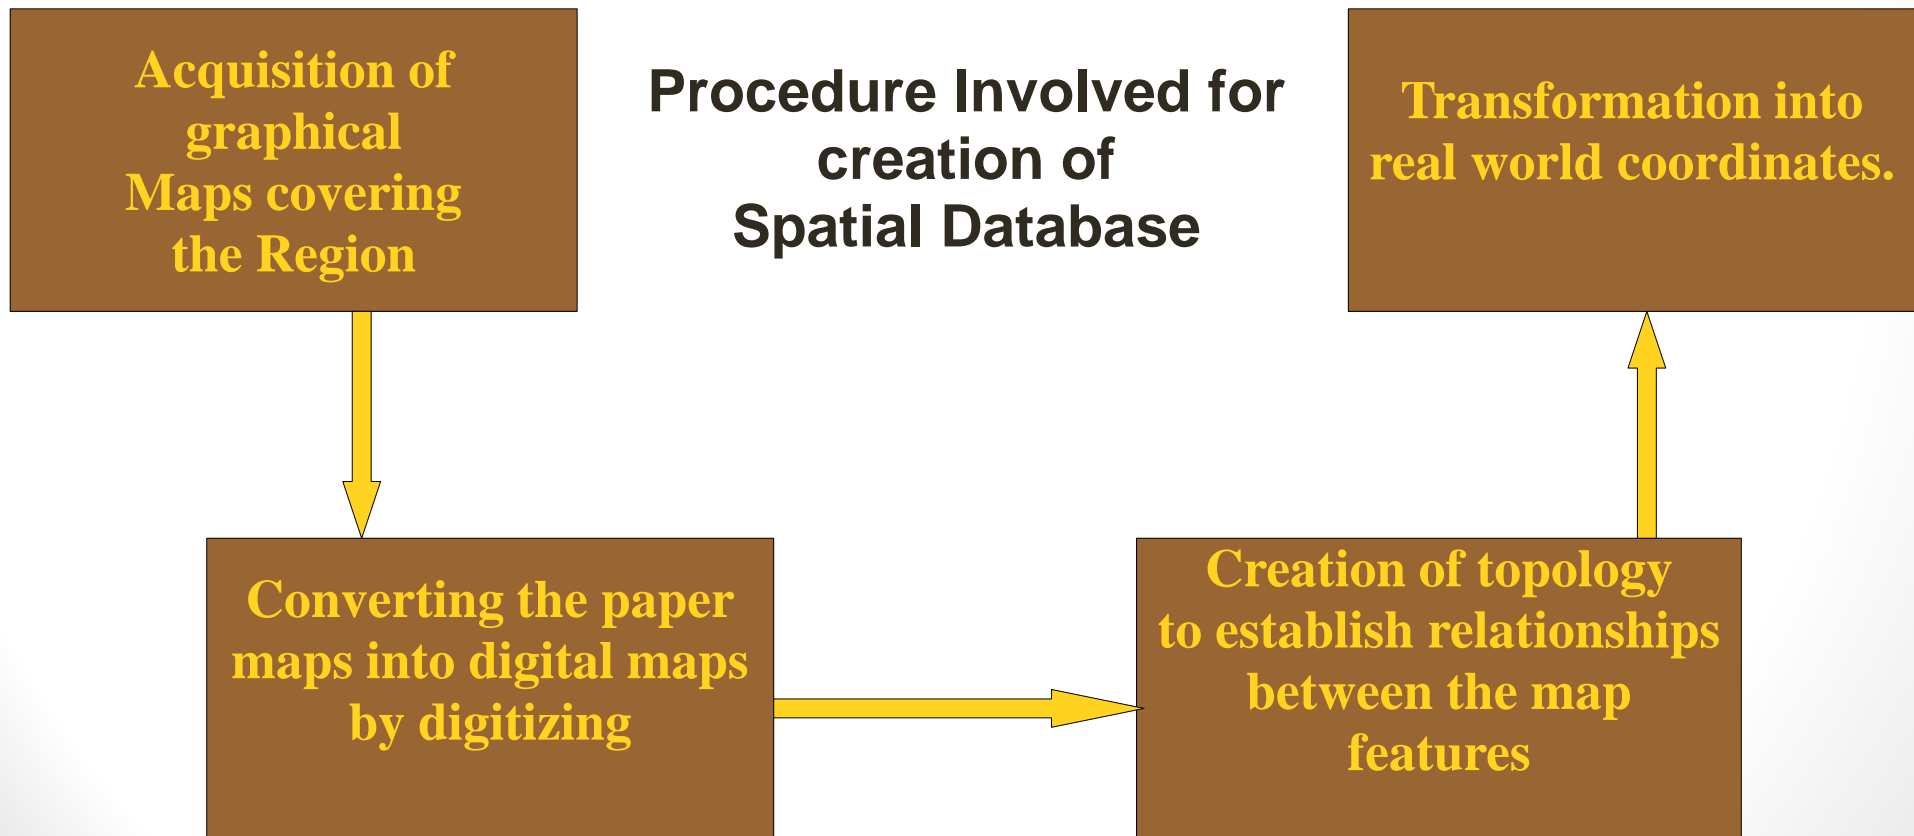 Acquisition of
graphical
Maps covering
the Region
Procedure Involved for
creation of
Spatial Database
Transformation into
real world coordinates.
Converting the paper
maps into digital maps
by digitizing
Creation of topology
to establish relationships
between the map
features